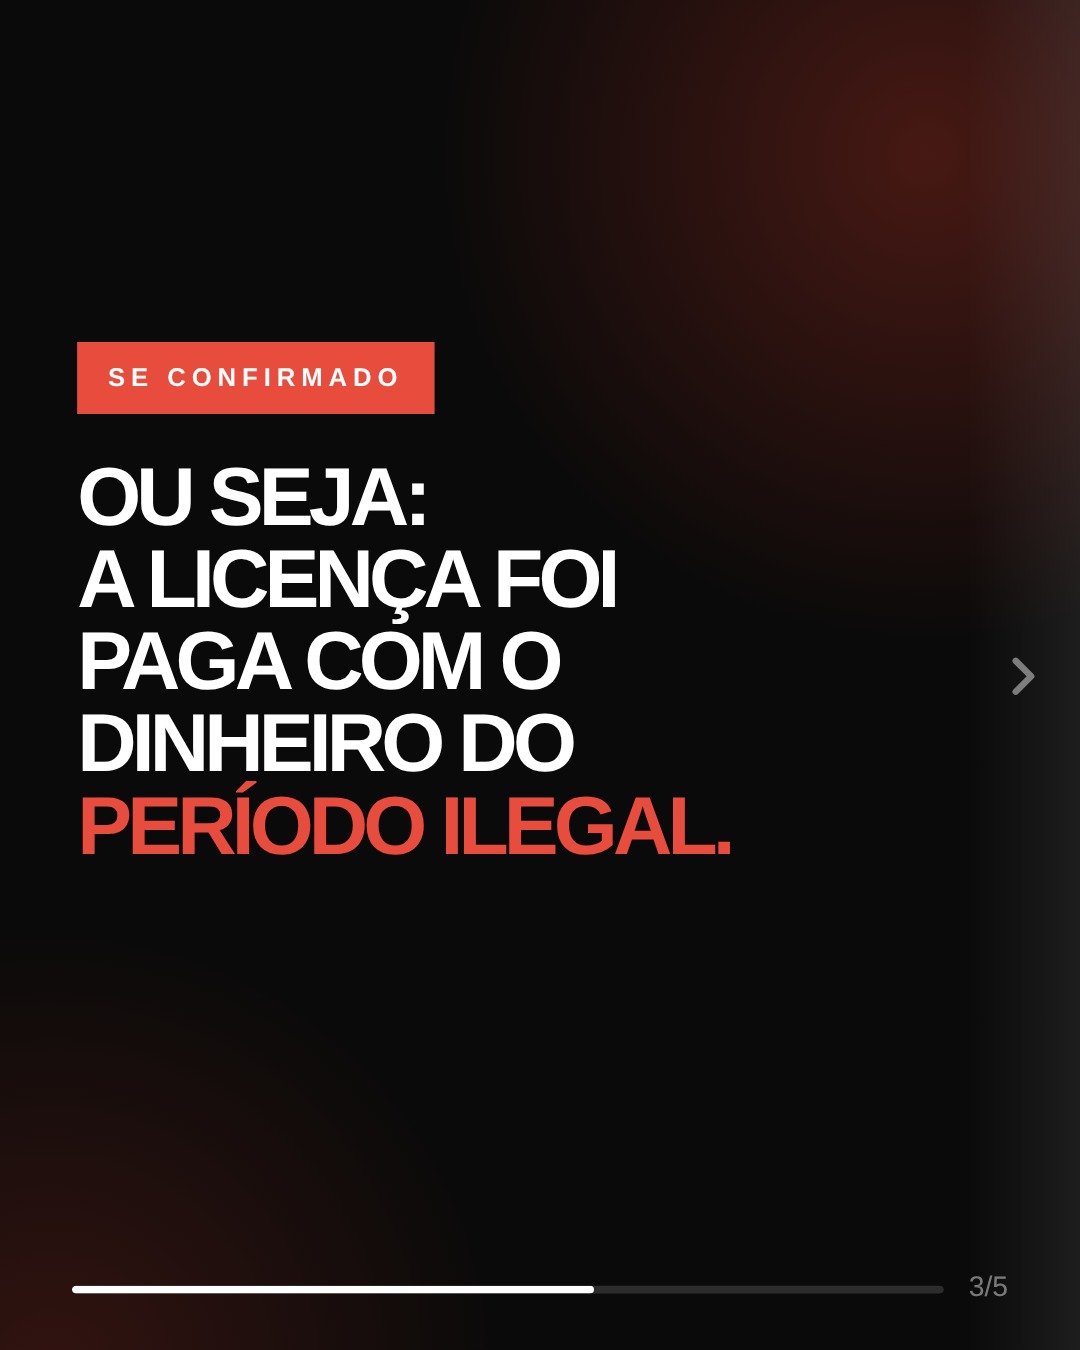 SE CONFIRMADO
OU SEJA:
A LICENÇA FOI
PAGA COM O
DINHEIRO DO
PERÍODO ILEGAL.
3/5